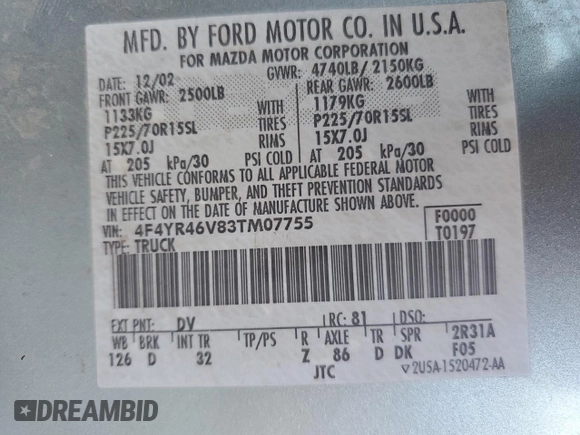 MFD. BY FORD MOTOR CO. IN U.S.A.
FOR MAZDA MOTOR CORPORATION
DATE: 12/02 GVWR: 4740LB/ 2150KG
FRONT GAWR: 2500LB REAR GAWR: 2600LB
1133KG WITH 1179KG WITH
P225/70R15SL TIRES P225/70R15SL TIRES
15X7.0J RIMS 15X7.0J RIMS
AT 205 kPa/30 PSI COLD AT 205 kPa/30 PSI COLD
THIS VEHICLE CONFORMS TO ALL APPLICABLE FEDERAL MOTOR
VEHICLE SAFETY, BUMPER, AND THEFT PREVENTION STANDARDS
IN EFFECT ON THE DATE OF MANUFACTURE SHOWN ABOVE.
VIN: 4F4YR46V83TM07755 F0000
TYPE: TRUCK T0197
EXT PNT: DV RC: 81 DSO:
WB BRK INT TR TP/PS R AXLE TR SPR 2R31A
126 D 32 Z 86 D DK F05
JTC ▽2U5A-1520472-AA
DREAMBID